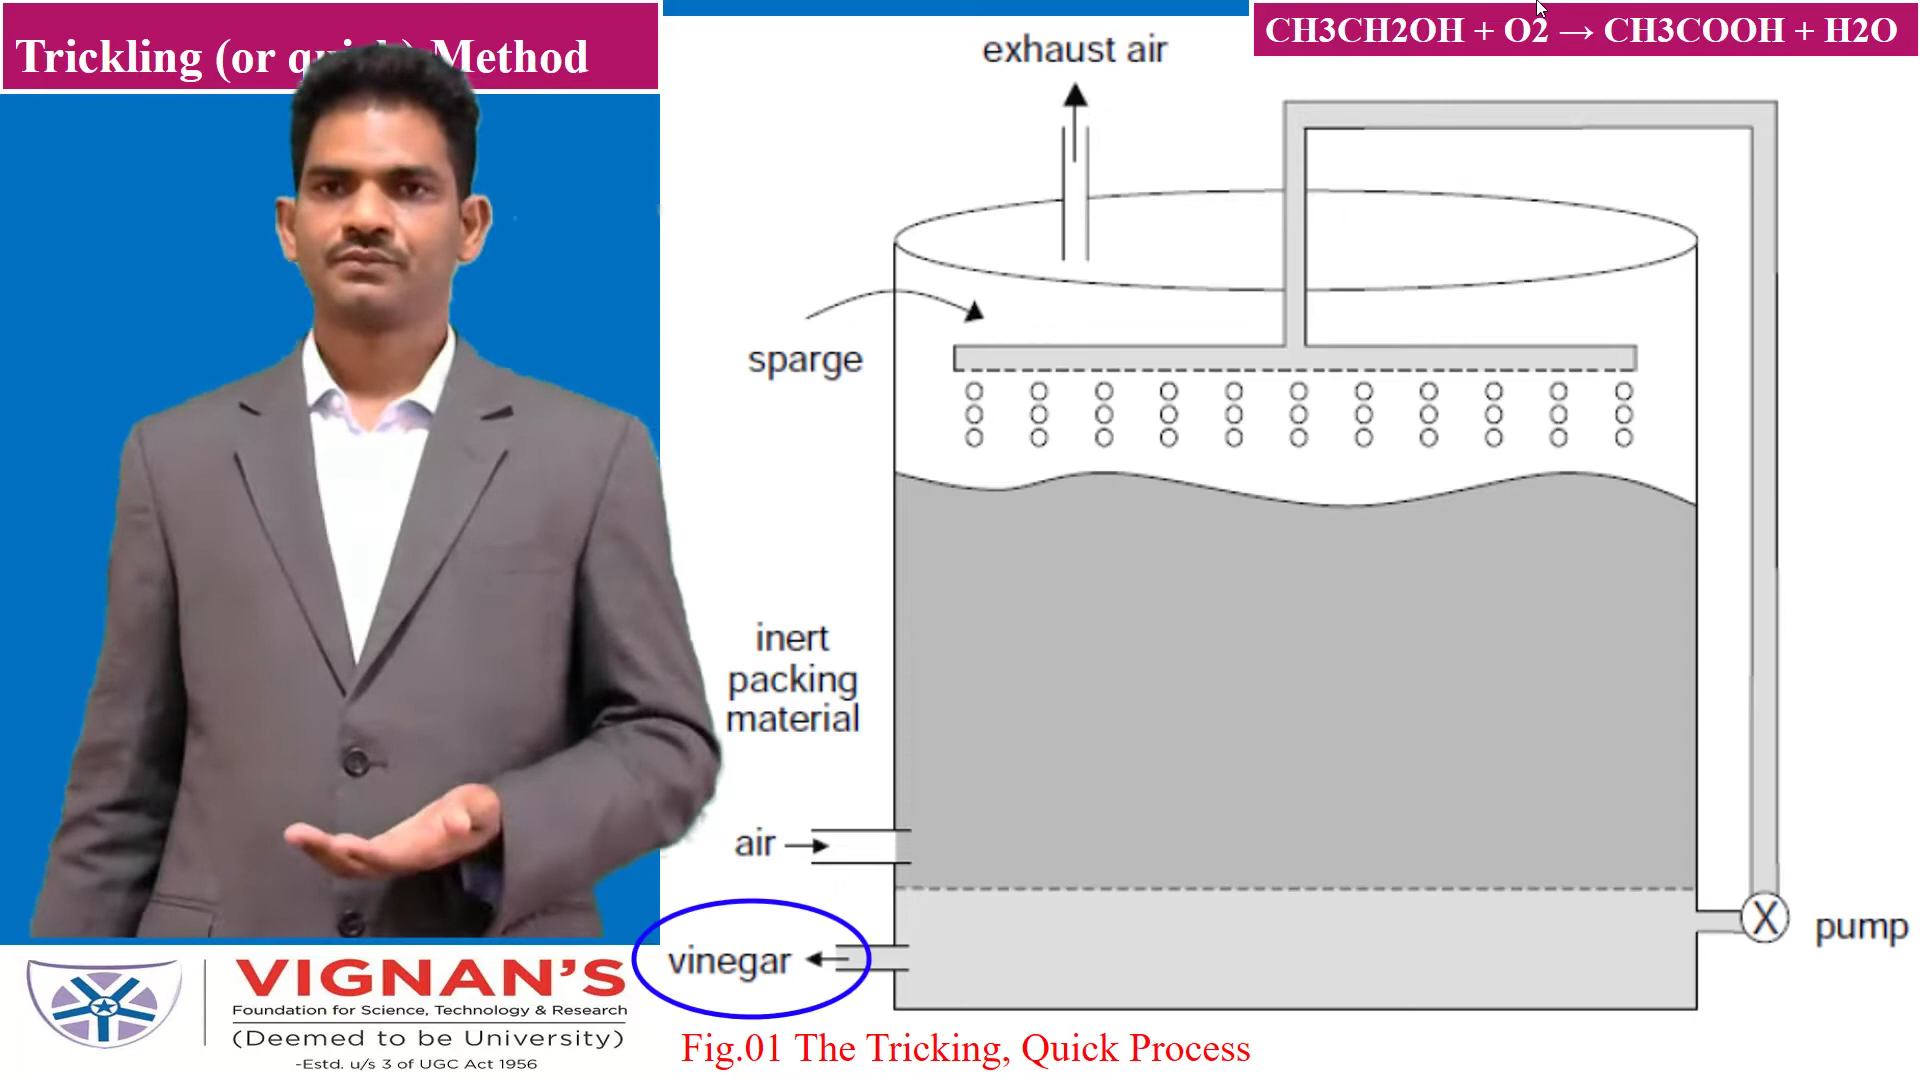 Trickling (or quick) Method
CH3CH2OH + O2 → CH3COOH + H2O
exhaust air
sparge
inert
packing
material
air
vinegar
X
pump
VIGNAN'S
Foundation for Science, Technology & Research
(Deemed to be University)
-Estd. u/s 3 of UGC Act 1956
Fig.01 The Tricking, Quick Process